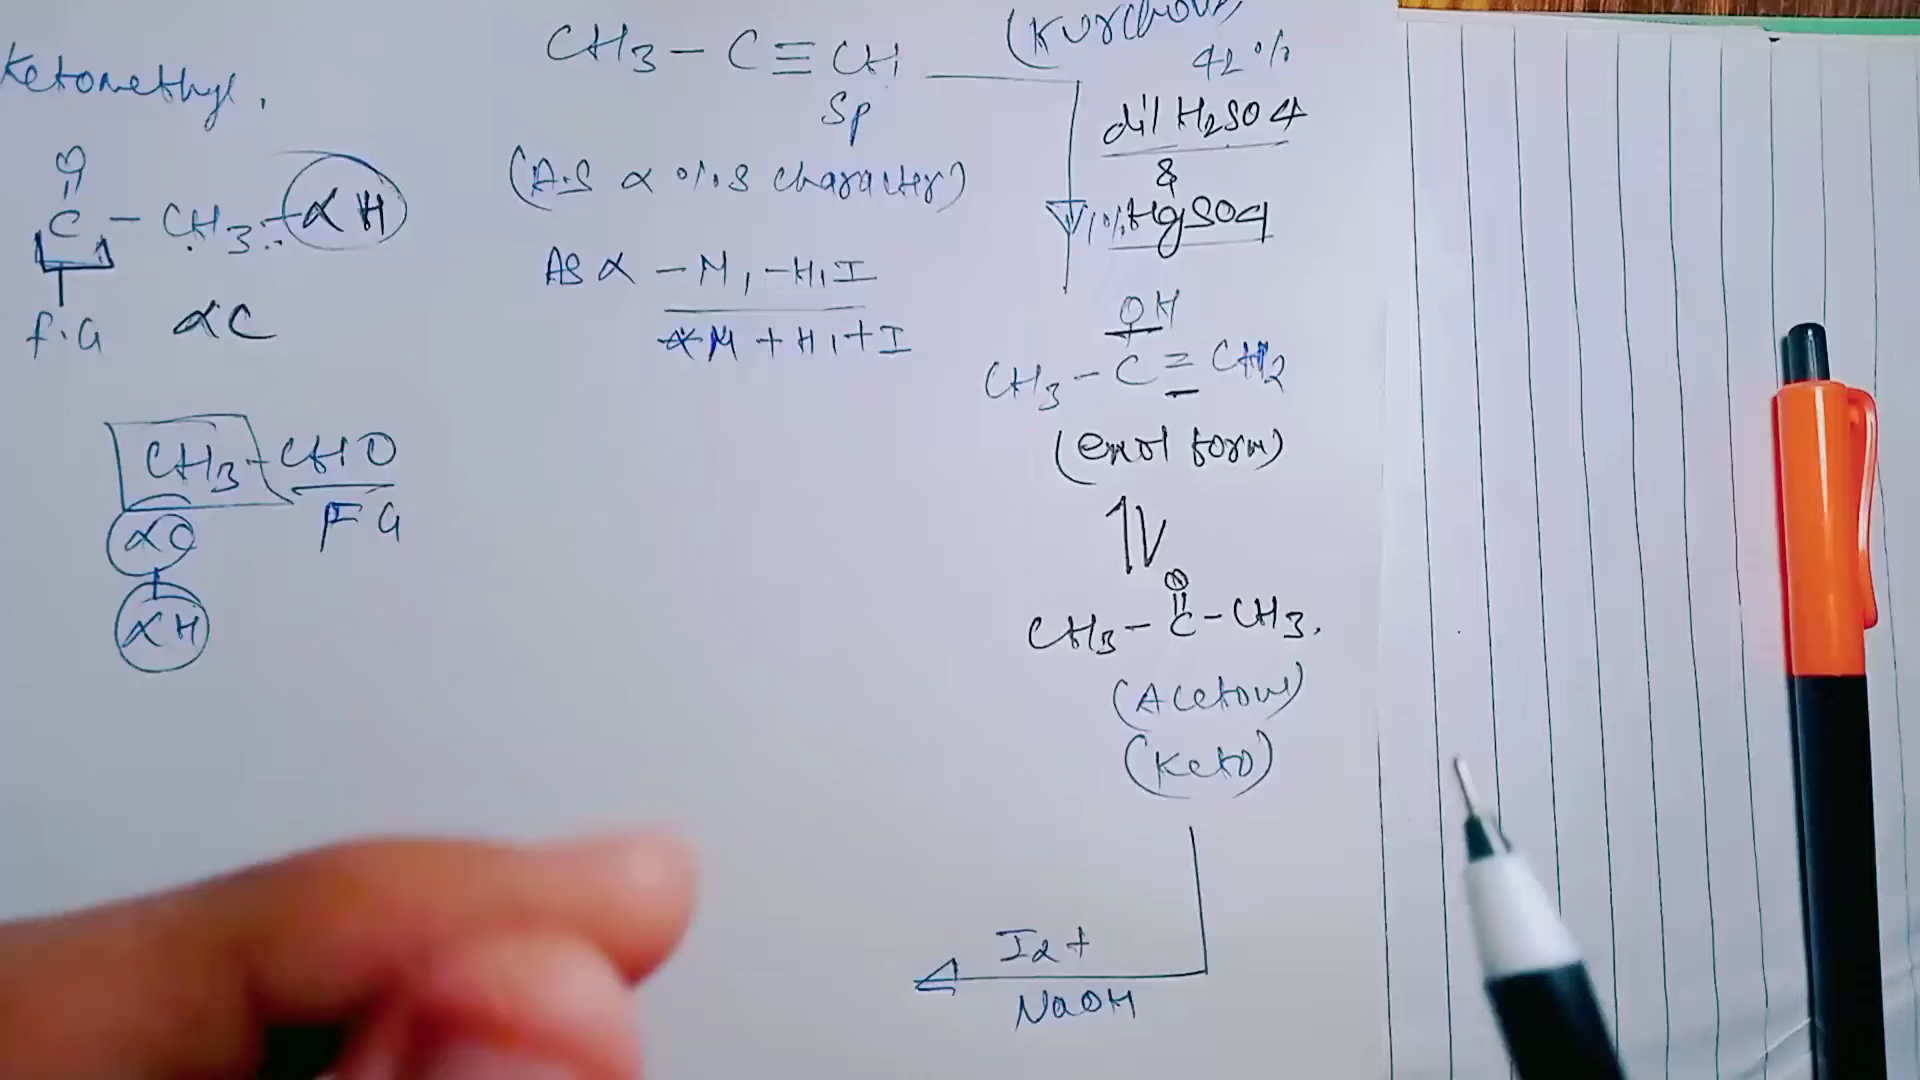 Ketomethyl,
O
||
C - CH3 - αH
F.G αC
CH3 - CHO
αC FG
αH
CH3 - C ≡ CH
Sp
(A.S α %S character)
AS α -M, -H, I
M + H, + I
42%
dil H2SO4
&
1% HgSO4
OH
CH3 - C = CH2
(enol form)
⇅
O
||
CH3 - C - CH3.
(Acetone)
(Keto)
I2 +
NaOH